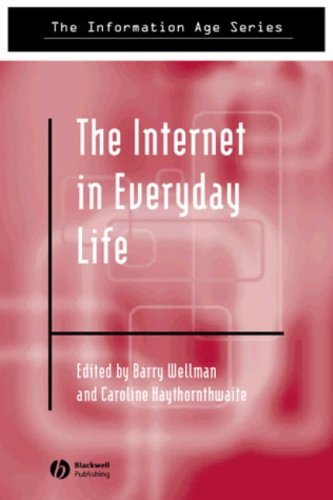 The Information Age Series
The Internet
in Everyday
Life
Edited by Barry Wellman
and Caroline Haythornthwaite
Blackwell
Publishing